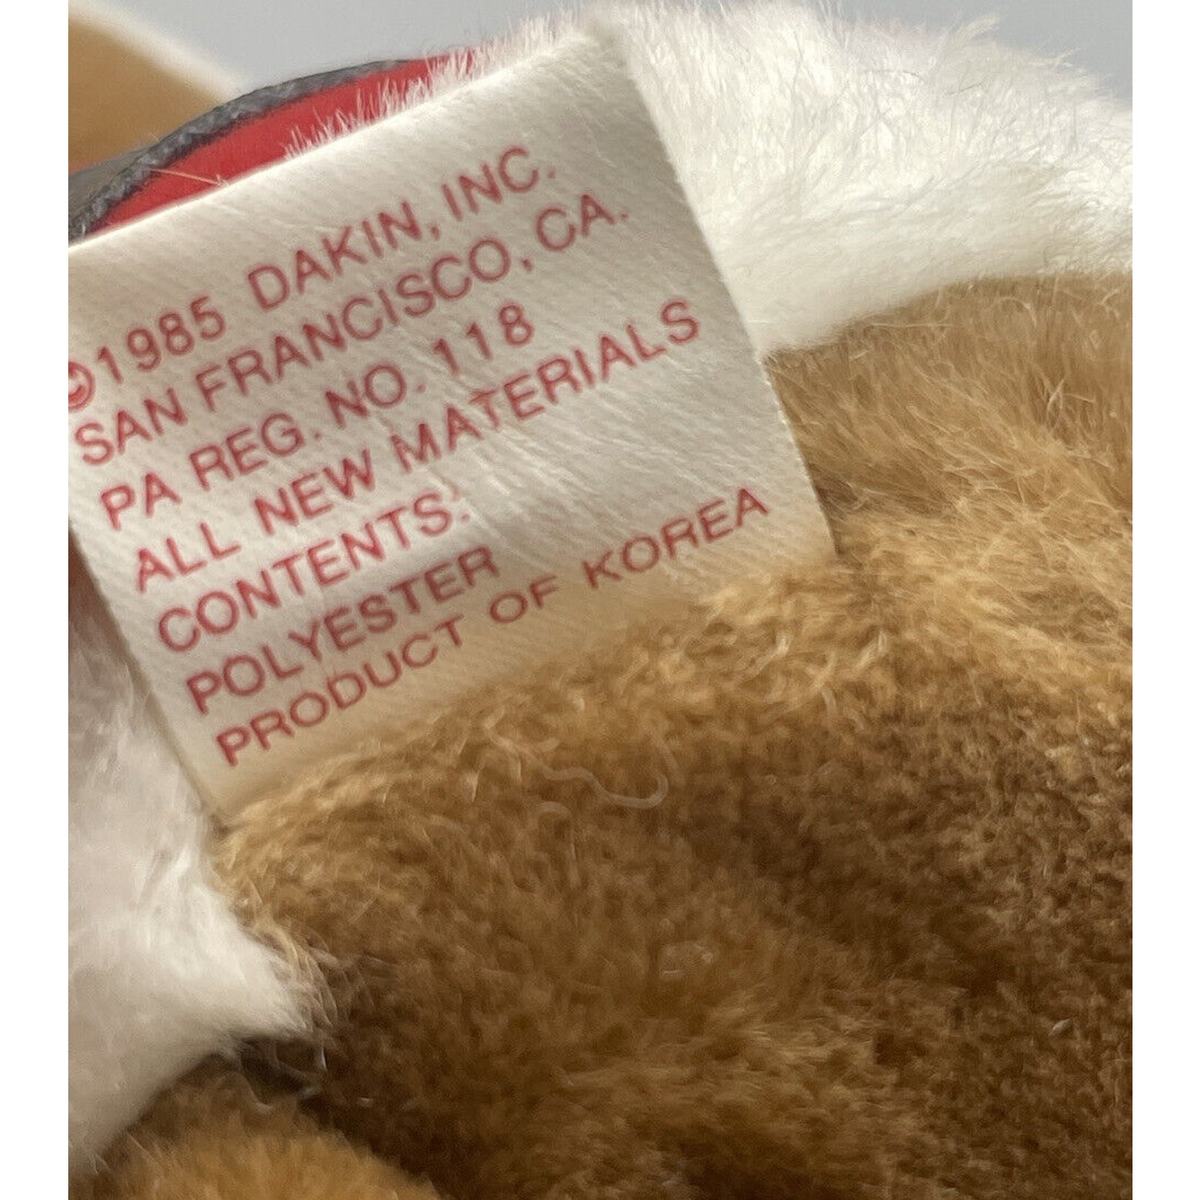 ©1985 DAKIN, INC.
SAN FRANCISCO, CA.
PA REG. NO. 118
ALL NEW MATERIALS
CONTENTS:
POLYESTER
PRODUCT OF KOREA